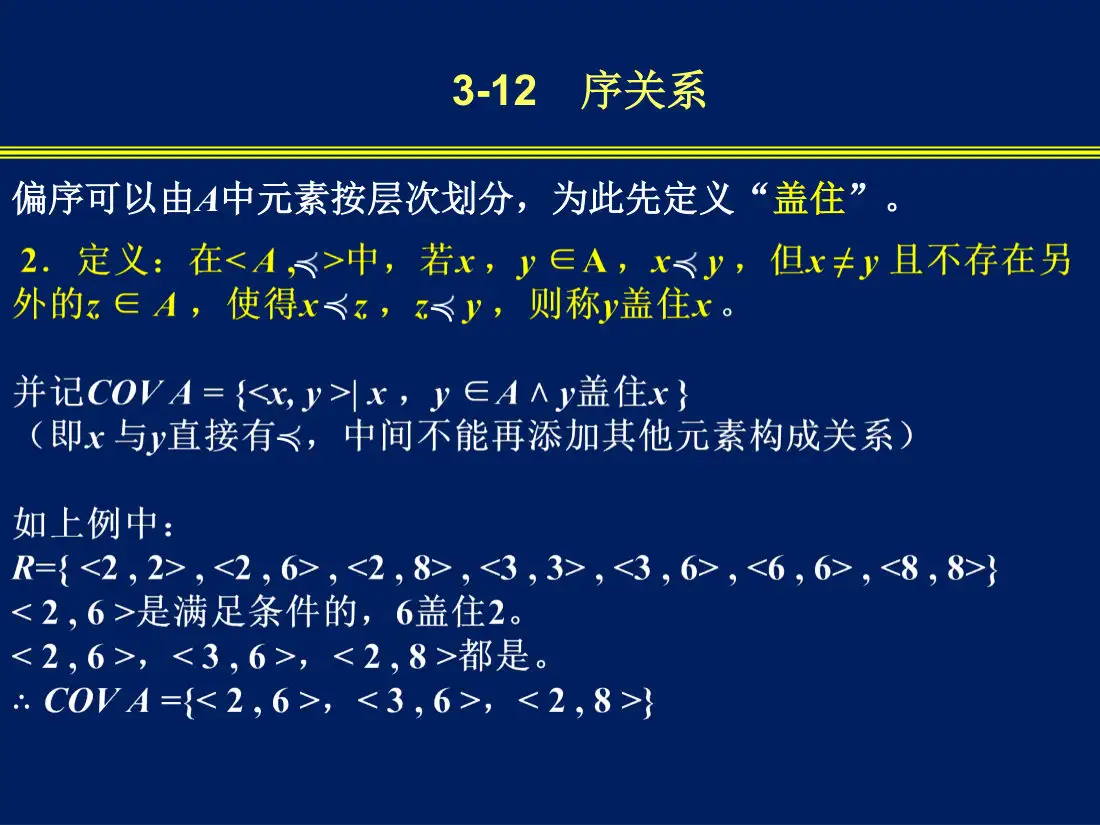 3-12 序关系
偏序可以由A中元素按层次划分，为此先定义“盖住”。
2．定义：在< A ,≼>中，若x ，y ∈A ，x≼ y ，但x ≠ y 且不存在另
外的z ∈ A ，使得x ≼ z ，z≼ y ，则称y盖住x 。
并记COV A = {<x, y >| x ，y ∈A ∧ y盖住x }
（即x 与y直接有≼，中间不能再添加其他元素构成关系）
如上例中：
R={ <2 , 2> , <2 , 6> , <2 , 8> , <3 , 3> , <3 , 6> , <6 , 6> , <8 , 8>}
< 2 , 6 >是满足条件的，6盖住2。
< 2 , 6 >，< 3 , 6 >，< 2 , 8 >都是。
∴ COV A ={< 2 , 6 >，< 3 , 6 >，< 2 , 8 >}